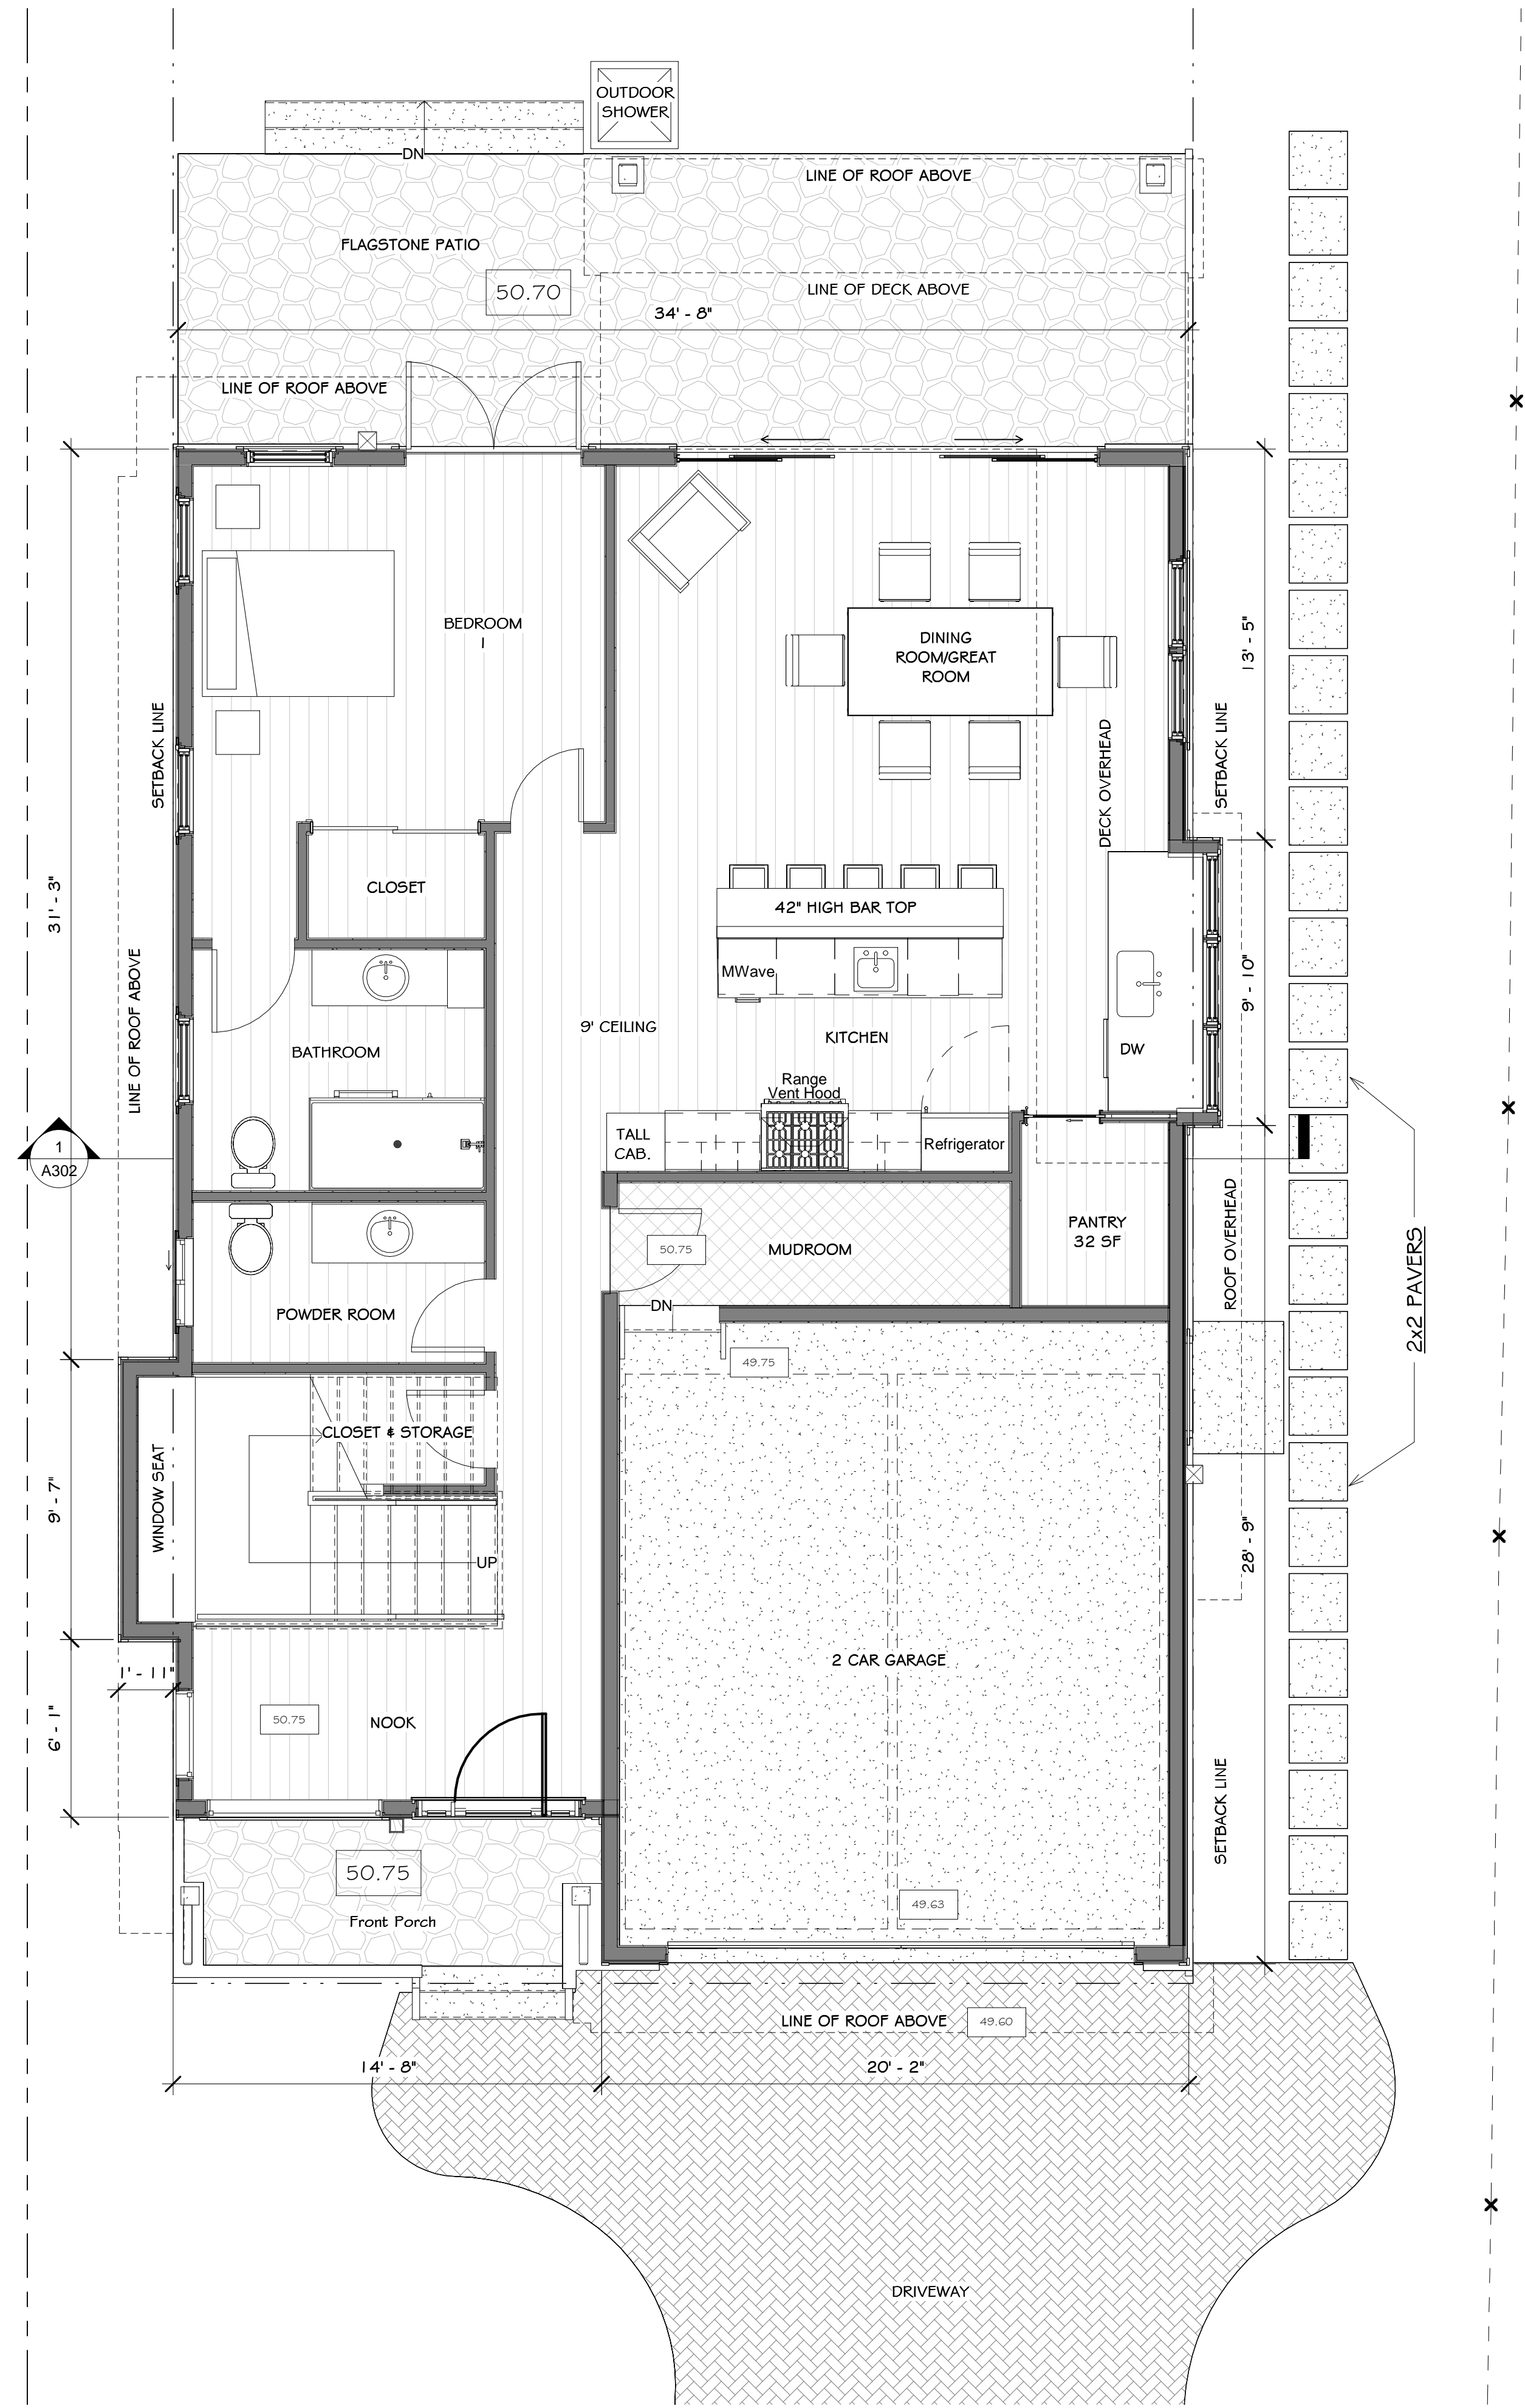 OUTDOOR
SHOWER
DN
LINE OF ROOF ABOVE
FLAGSTONE PATIO
50.70
LINE OF DECK ABOVE
34' - 8"
LINE OF ROOF ABOVE
BEDROOM
1
DINING
ROOM/GREAT
ROOM
13' - 5"
SETBACK LINE
DECK OVERHEAD
SETBACK LINE
31' - 3"
CLOSET
42" HIGH BAR TOP
LINE OF ROOF ABOVE
MWave
9' - 10"
9' CEILING
KITCHEN
DW
BATHROOM
Range
Vent Hood
1
A302
TALL
CAB.
Refrigerator
ROOF OVERHEAD
PANTRY
32 SF
50.75
MUDROOM
2x2 PAVERS
POWDER ROOM
DN
49.75
CLOSET & STORAGE
WINDOW SEAT
9' - 7"
28' - 9"
UP
2 CAR GARAGE
1' - 11"
6' - 1"
50.75
NOOK
SETBACK LINE
50.75
49.63
Front Porch
LINE OF ROOF ABOVE
49.60
14' - 8"
20' - 2"
DRIVEWAY